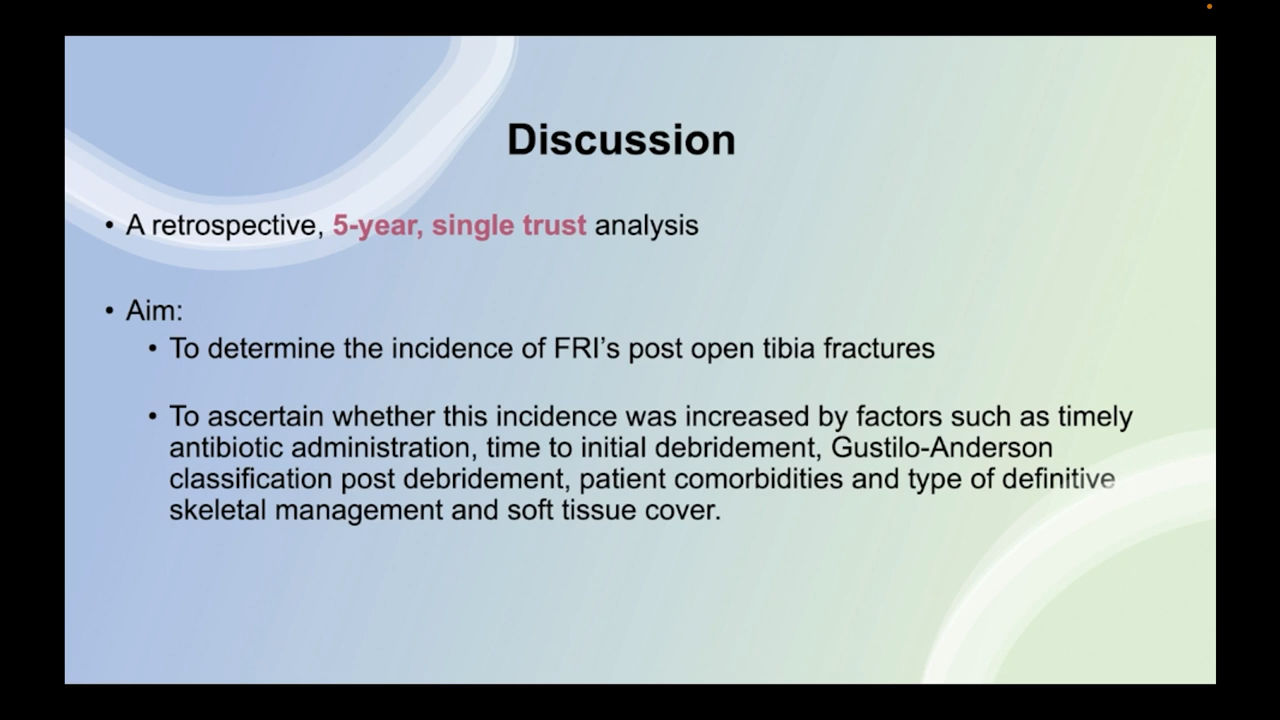 Discussion
• A retrospective, 5-year, single trust analysis
• Aim:
• To determine the incidence of FRI’s post open tibia fractures
• To ascertain whether this incidence was increased by factors such as timely
antibiotic administration, time to initial debridement, Gustilo-Anderson
classification post debridement, patient comorbidities and type of definitive
skeletal management and soft tissue cover.